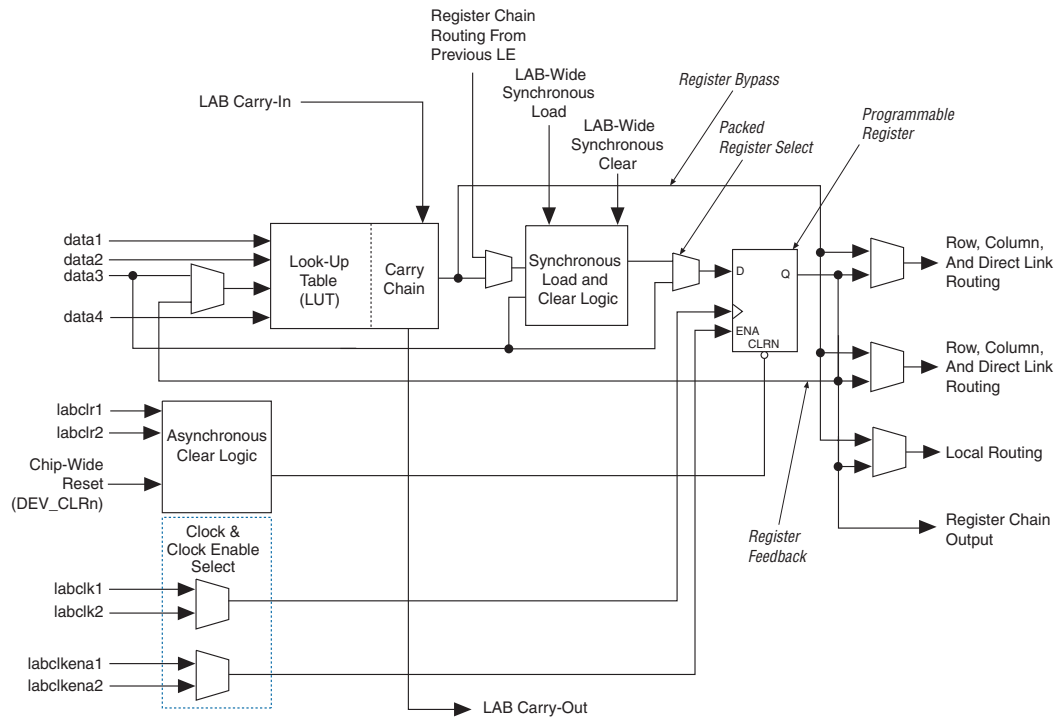 Register Chain
Routing From
Previous LE
LAB-Wide
Synchronous
Load
Register Bypass
Programmable
Register
LAB Carry-In
LAB-Wide
Synchronous
Clear
Packed
Register Select
data1
data2
data3
data4
Look-Up
Table
(LUT)
Carry
Chain
Synchronous
Load and
Clear Logic
D
Q
ENA
CLRN
Row, Column,
And Direct Link
Routing
Row, Column,
And Direct Link
Routing
labclr1
labclr2
Chip-Wide
Reset
(DEV_CLRn)
Asynchronous
Clear Logic
Local Routing
Register
Feedback
Register Chain
Output
Clock &
Clock Enable
Select
labclk1
labclk2
labclkena1
labclkena2
LAB Carry-Out